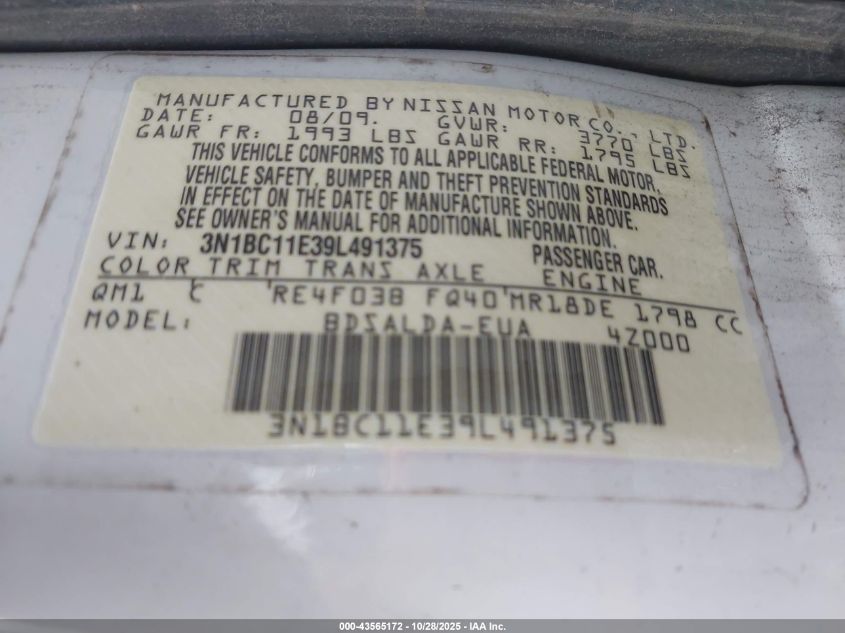 MANUFACTURED BY NISSAN MOTOR CO., LTD.
DATE: 08/09. GVWR: 3770 LBS
GAWR FR: 1993 LBS GAWR RR: 1795 LBS
THIS VEHICLE CONFORMS TO ALL APPLICABLE FEDERAL MOTOR.
VEHICLE SAFETY, BUMPER AND THEFT PREVENTION STANDARDS
IN EFFECT ON THE DATE OF MANUFACTURE SHOWN ABOVE.
SEE OWNER'S MANUAL FOR ADDITIONAL INFORMATION.
VIN: 3N1BC11E39L491375 PASSENGER CAR.
COLOR TRIM TRANS AXLE ENGINE
QM1 C RE4F03B FQ40 MR18DE 1798 CC
MODEL: BDSALDA-EUA 4Z000
3N1BC11E39L491375
000-43565172 - 10/28/2025 - IAA Inc.